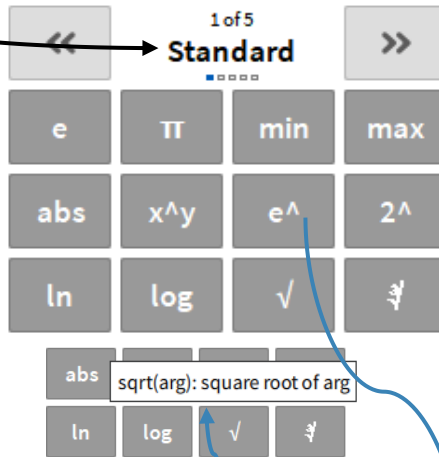 1 of 5
« Standard »
e π min max
abs x^y e^ 2^
ln log √ ∛
abs
sqrt(arg): square root of arg
ln log √ ∛